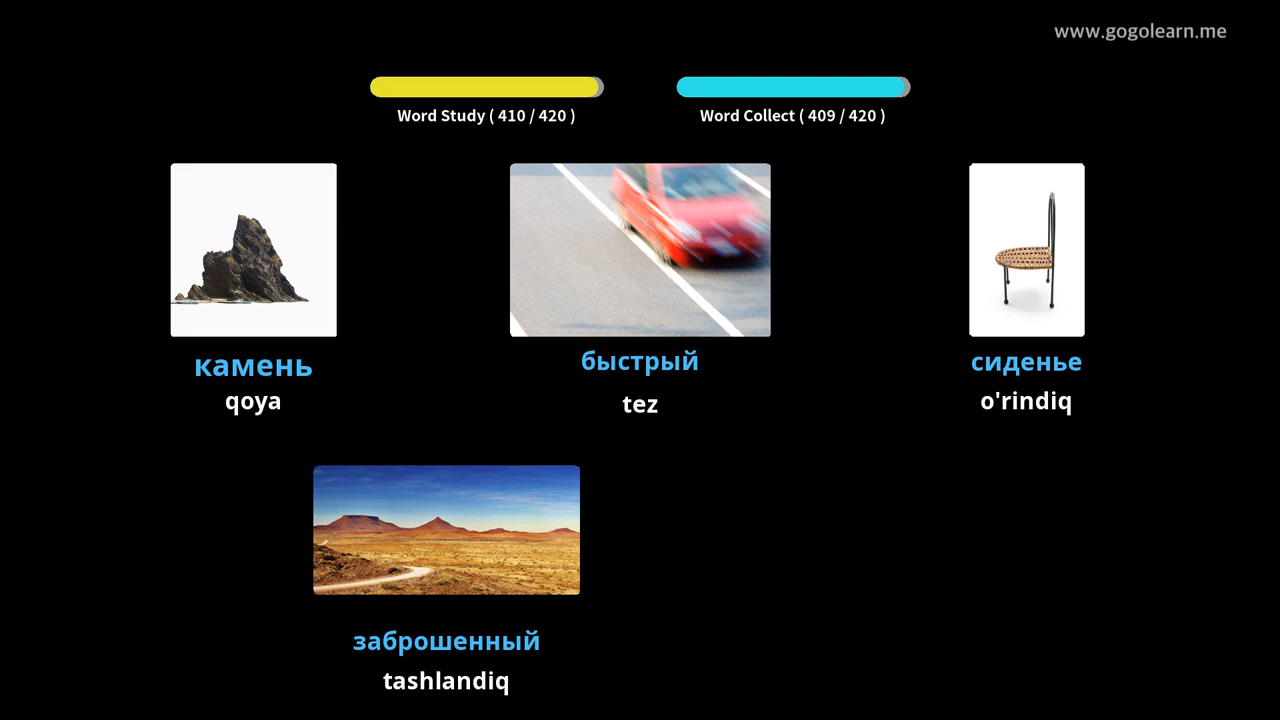 www.gogolearn.me
Word Study ( 410 / 420 )
Word Collect ( 409 / 420 )
камень
qoya
быстрый
tez
сиденье
o'rindiq
заброшенный
tashlandiq